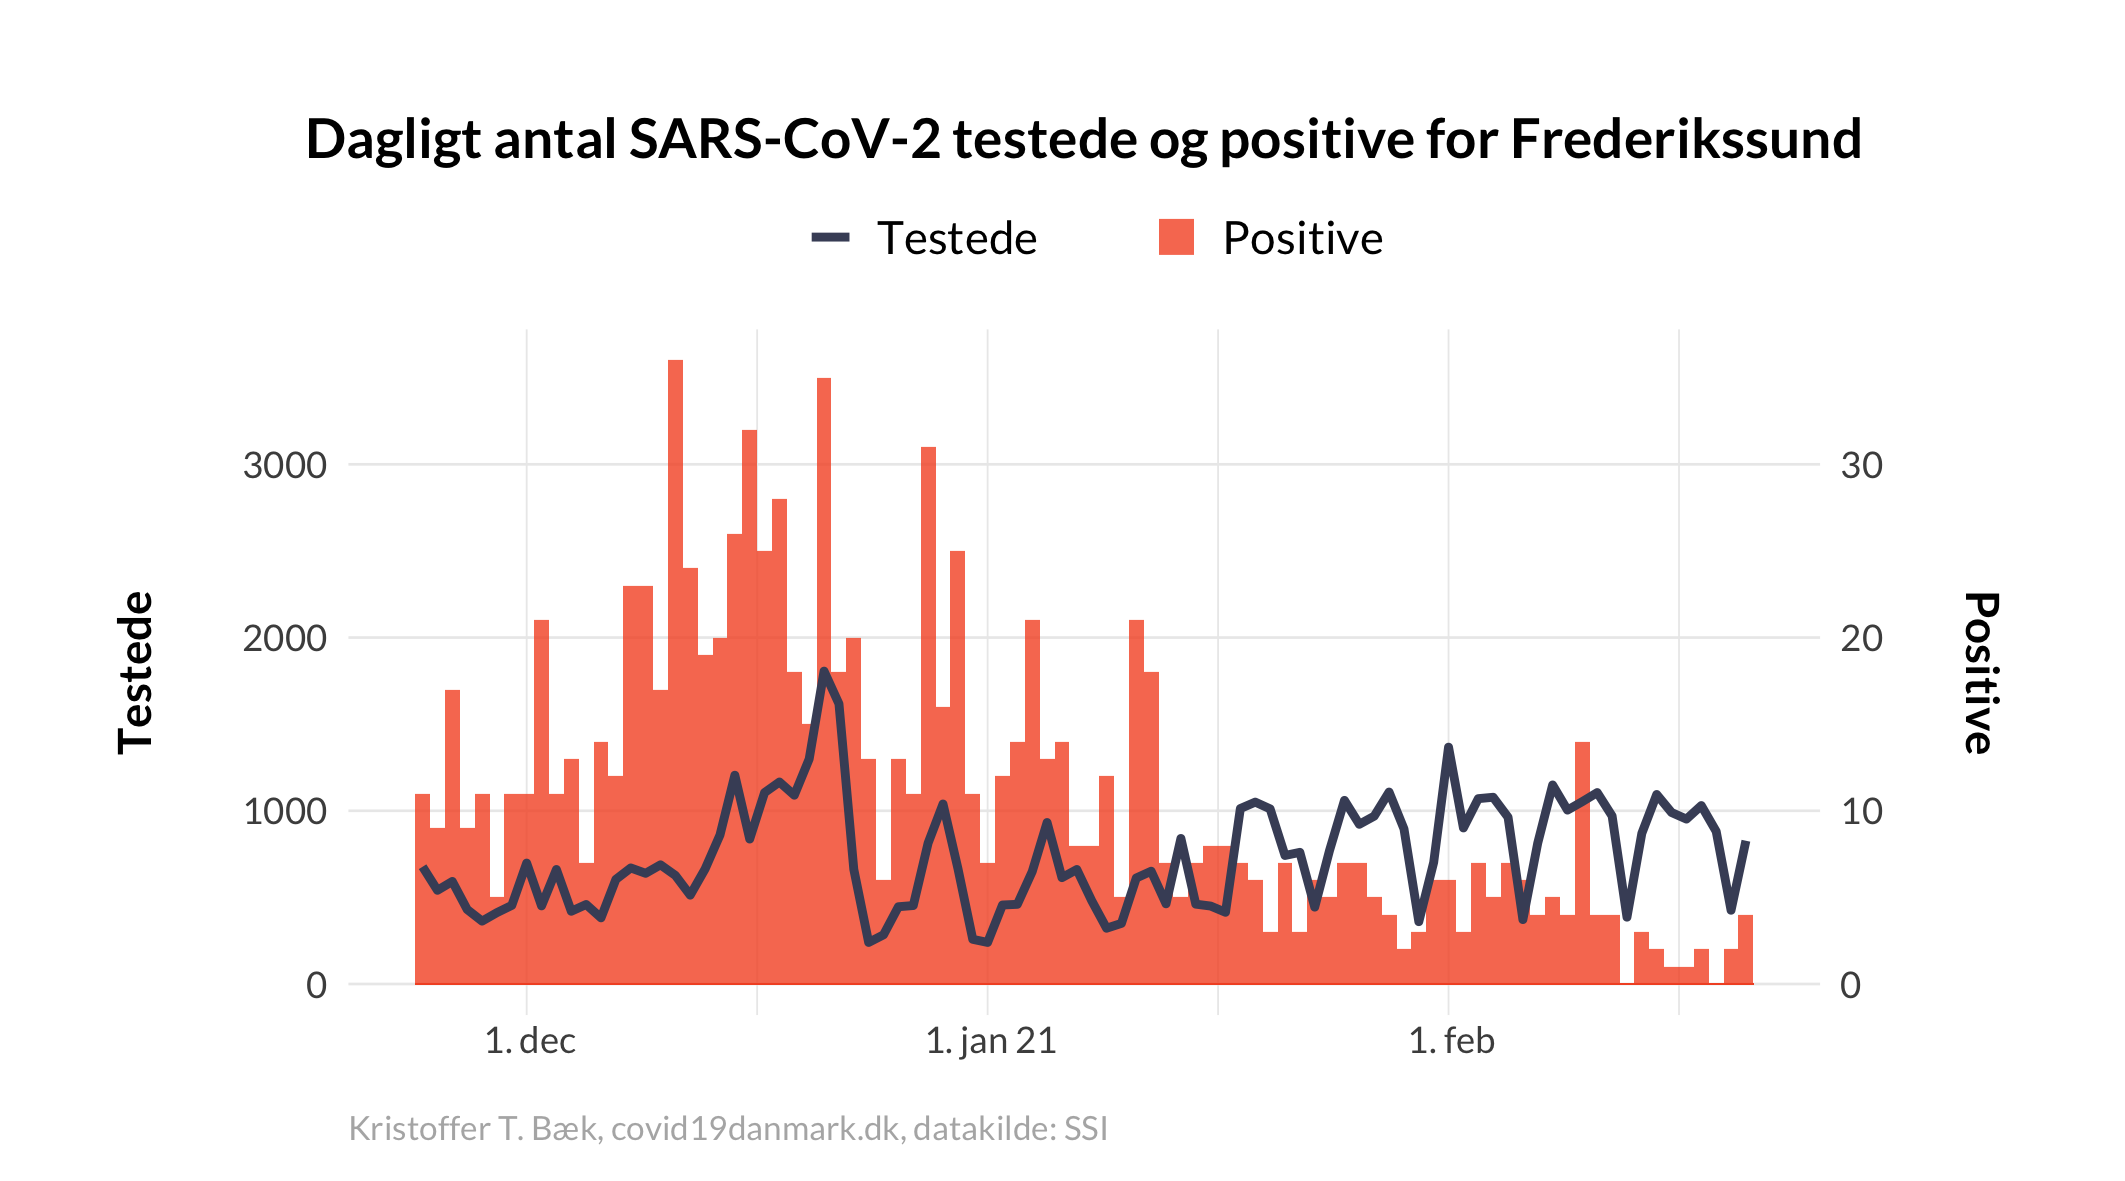 Dagligt antal SARS-CoV-2 testede og positive for Frederikssund
Testede
Positive
3000
2000
1000
0
30
20
10
0
Testede
Positive
1. dec
1. jan 21
1. feb
Kristoffer T. Bæk, covid19danmark.dk, datakilde: SSI